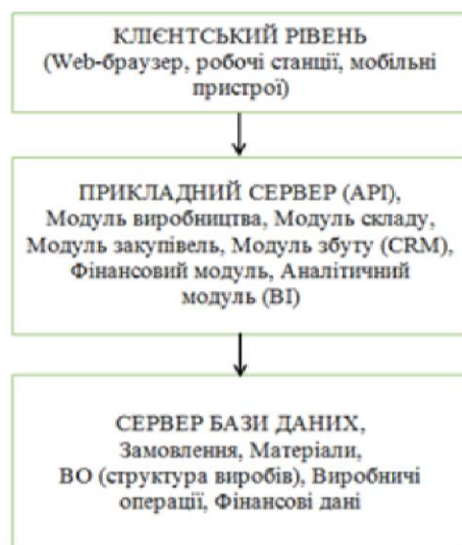 КЛІЄНТСЬКИЙ РІВЕНЬ
(Web-браузер, робочі станції, мобільні
пристрої)
ПРИКЛАДНИЙ СЕРВЕР (API),
Модуль виробництва, Модуль складу,
Модуль закупівель, Модуль збуту (CRM),
Фінансовий модуль, Аналітичний
модуль (BI)
СЕРВЕР БАЗИ ДАНИХ,
Замовлення, Матеріали,
ВО (структура виробів), Виробничі
операції, Фінансові дані